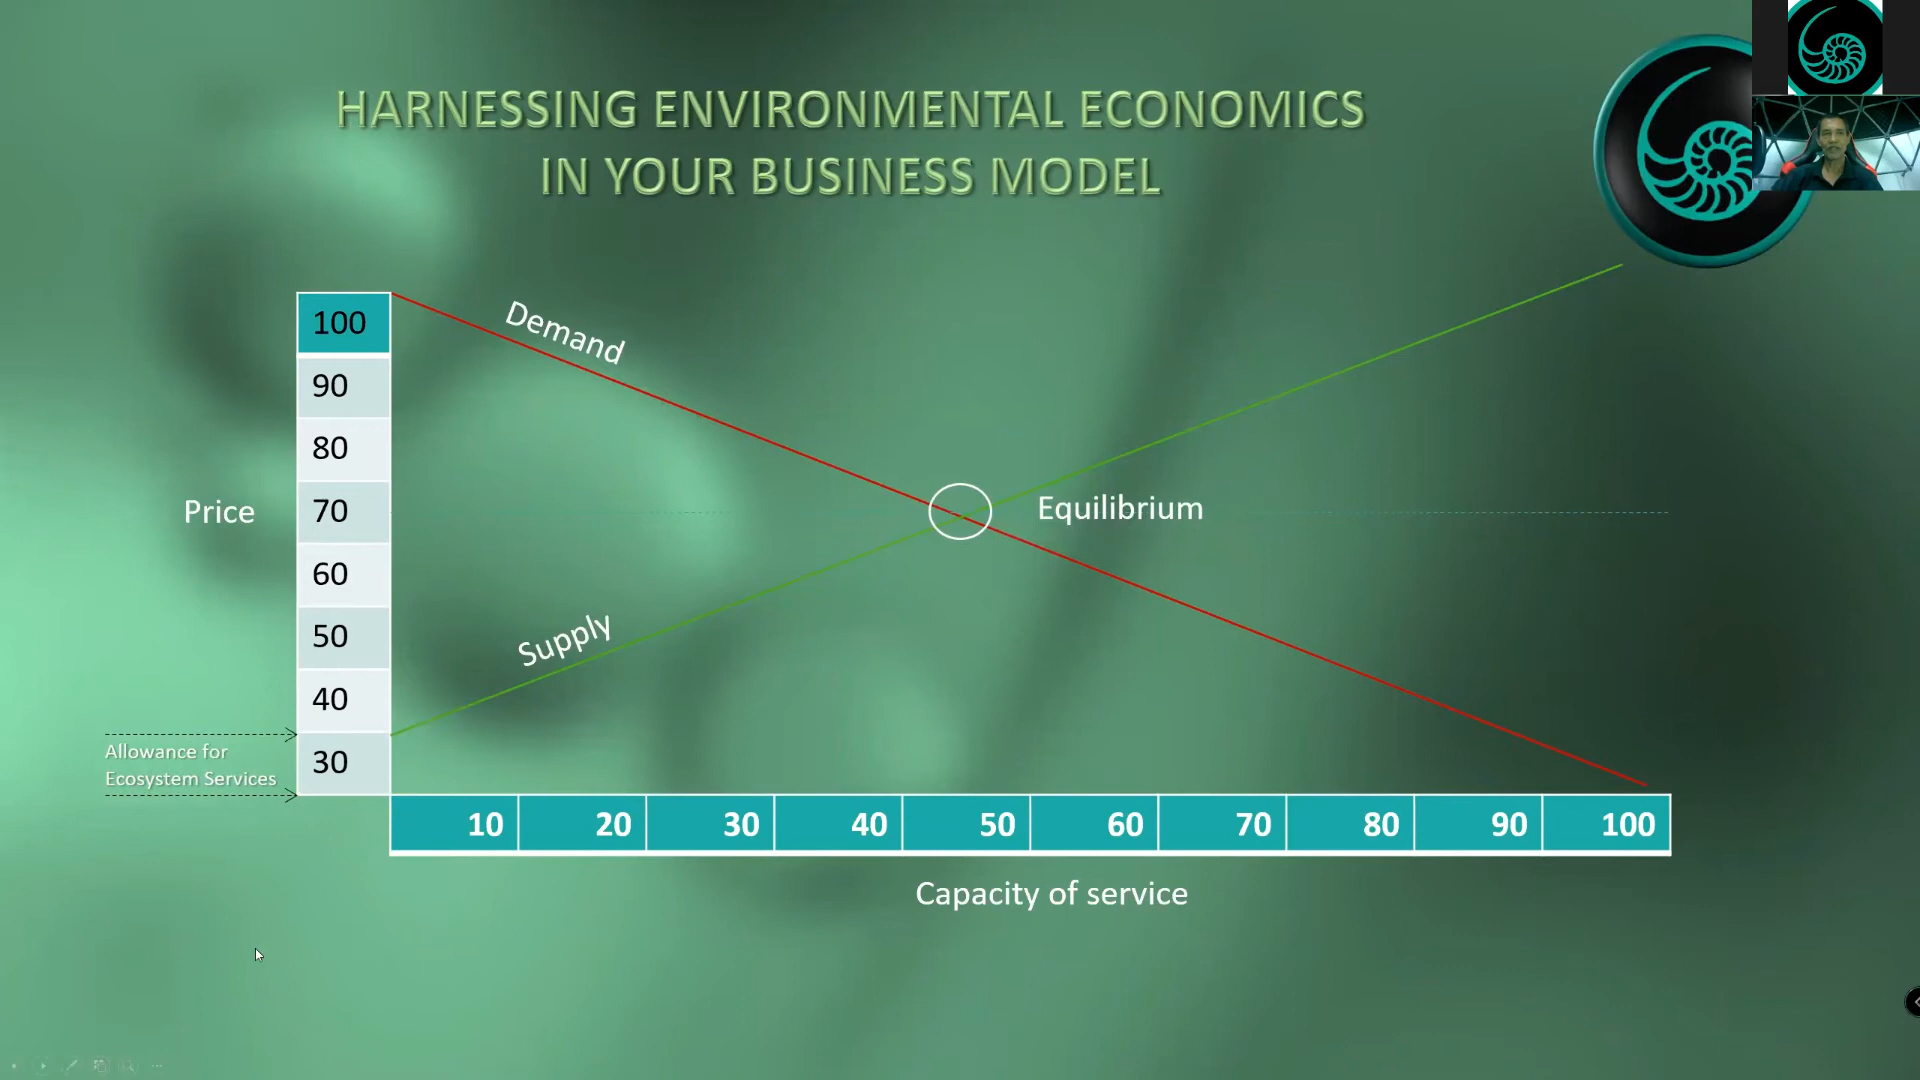 HARNESSING ENVIRONMENTAL ECONOMICS
IN YOUR BUSINESS MODEL
100
90
80
70
60
50
40
30
Price
Demand
Supply
Equilibrium
Allowance for
Ecosystem Services
10 20 30 40 50 60 70 80 90 100
Capacity of service